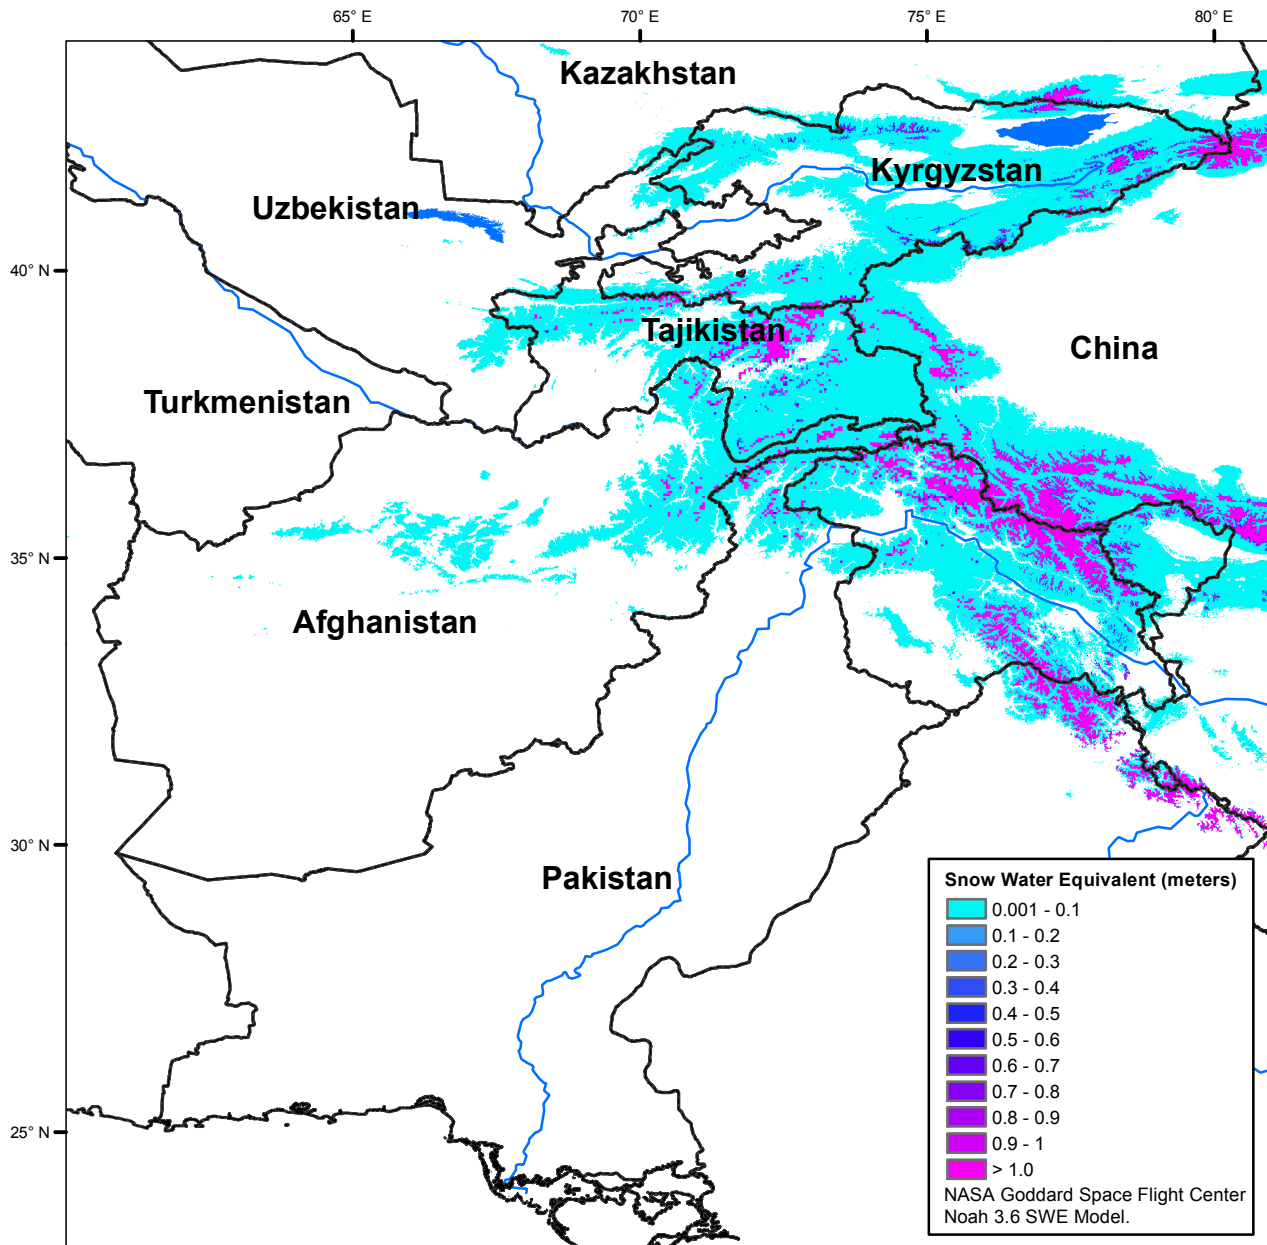 65° E
70° E
75° E
80° E
Kazakhstan
Kyrgyzstan
Uzbekistan
40° N
Tajikistan
China
Turkmenistan
35° N
Afghanistan
30° N
Pakistan
25° N
Snow Water Equivalent (meters)
0.001 - 0.1
0.1 - 0.2
0.2 - 0.3
0.3 - 0.4
0.4 - 0.5
0.5 - 0.6
0.6 - 0.7
0.7 - 0.8
0.8 - 0.9
0.9 - 1
> 1.0
NASA Goddard Space Flight Center
Noah 3.6 SWE Model.